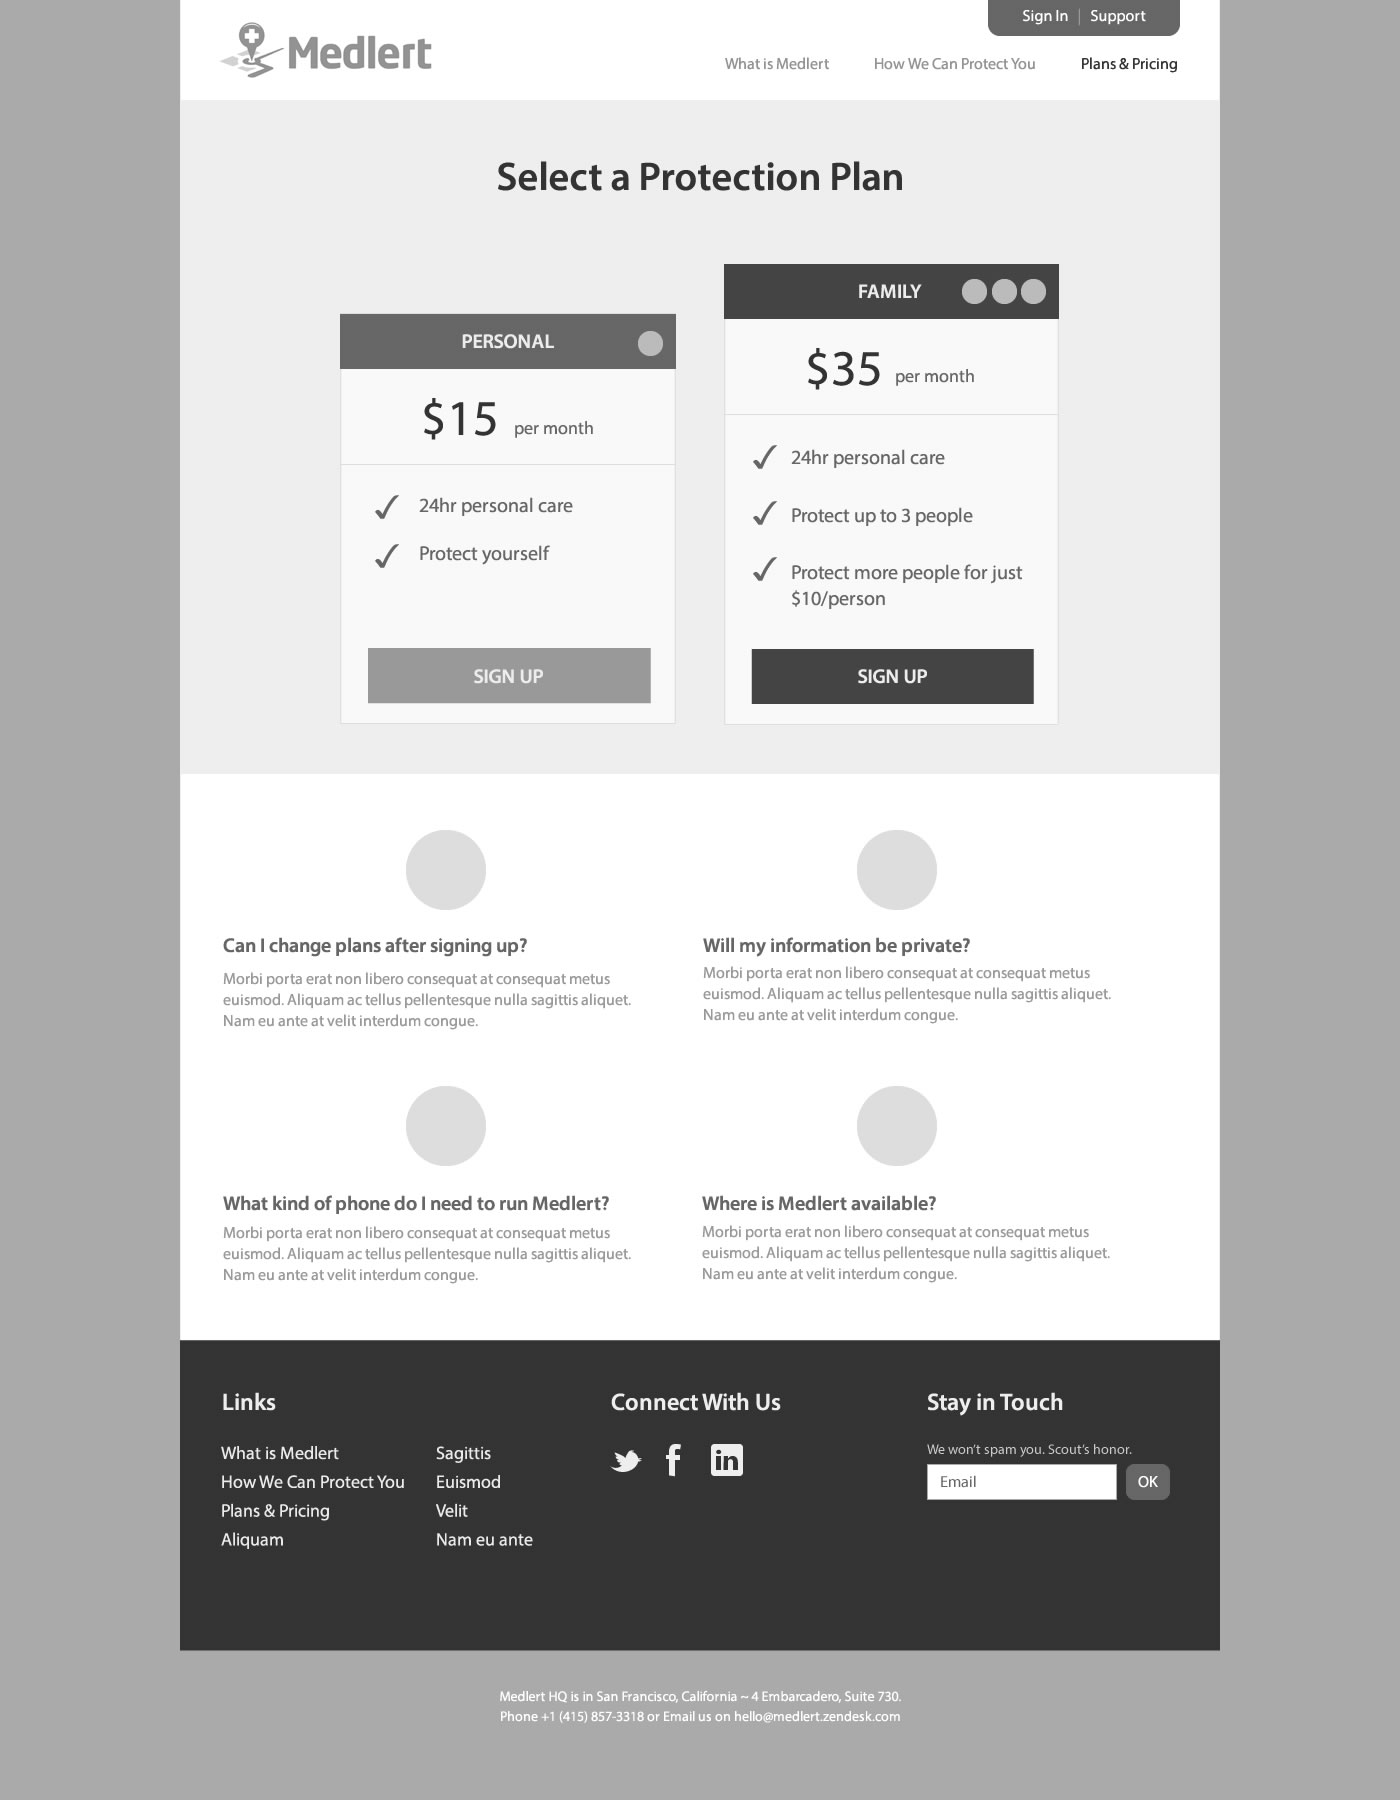 Sign In | Support
Medlert
What is Medlert How We Can Protect You Plans & Pricing
Select a Protection Plan
PERSONAL
$15 per month
24hr personal care
Protect yourself
SIGN UP
FAMILY
$35 per month
24hr personal care
Protect up to 3 people
Protect more people for just
$10/person
SIGN UP
Can I change plans after signing up?
Morbi porta erat non libero consequat at consequat metus
euismod. Aliquam ac tellus pellentesque nulla sagittis aliquet.
Nam eu ante at velit interdum congue.
Will my information be private?
Morbi porta erat non libero consequat at consequat metus
euismod. Aliquam ac tellus pellentesque nulla sagittis aliquet.
Nam eu ante at velit interdum congue.
What kind of phone do I need to run Medlert?
Morbi porta erat non libero consequat at consequat metus
euismod. Aliquam ac tellus pellentesque nulla sagittis aliquet.
Nam eu ante at velit interdum congue.
Where is Medlert available?
Morbi porta erat non libero consequat at consequat metus
euismod. Aliquam ac tellus pellentesque nulla sagittis aliquet.
Nam eu ante at velit interdum congue.
Links
What is Medlert
How We Can Protect You
Plans & Pricing
Aliquam
Sagittis
Euismod
Velit
Nam eu ante
Connect With Us
f in
Stay in Touch
We won't spam you. Scout's honor.
Email OK
Medlert HQ is in San Francisco, California ~ 4 Embarcadero, Suite 730.
Phone +1 (415) 857-3318 or Email us on hello@medlert.zendesk.com